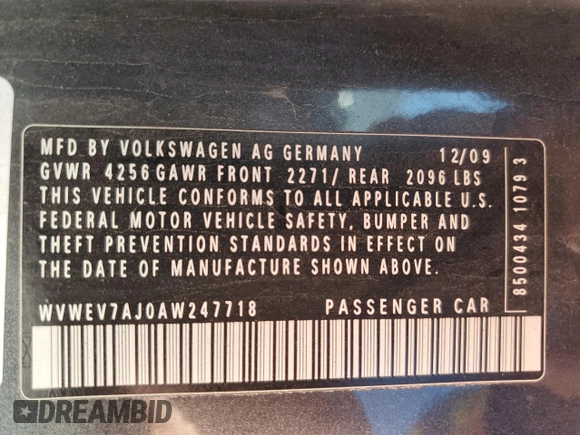 MFD BY VOLKSWAGEN AG GERMANY 12/09
GVWR 4256 GAWR FRONT 2271/ REAR 2096 LBS
THIS VEHICLE CONFORMS TO ALL APPLICABLE U.S.
FEDERAL MOTOR VEHICLE SAFETY, BUMPER AND
THEFT PREVENTION STANDARDS IN EFFECT ON
THE DATE OF MANUFACTURE SHOWN ABOVE.
WVWEV7AJ0AW247718 PASSENGER CAR
8500434 1079 3
DREAMBID